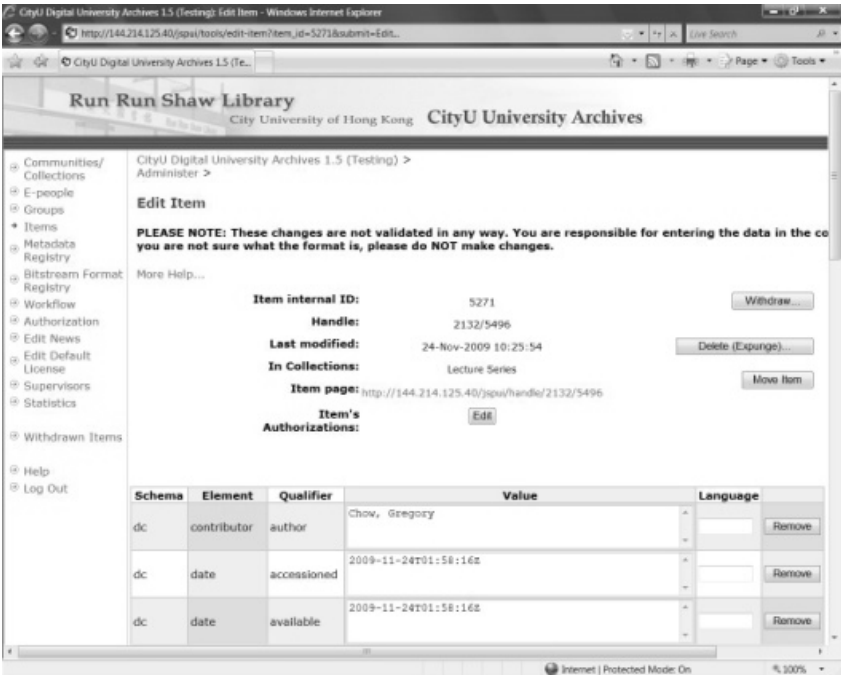 CityU Digital University Archives 1.5 (Testing): Edit Item - Windows Internet Explorer
http://144.214.125.40/jspui/tools/edit-item?item_id=5271&submit=Edit...
Live Search
CityU Digital University Archives 1.5 (Te...
Page
Tools
Run Run Shaw Library
City University of Hong Kong
CityU University Archives
Communities/
Collections
E-people
Groups
Items
Metadata
Registry
Bitstream Format
Registry
Workflow
Authorization
Edit News
Edit Default
License
Supervisors
Statistics
Withdrawn Items
Help
Log Out
CityU Digital University Archives 1.5 (Testing) >
Administer >
Edit Item
PLEASE NOTE: These changes are not validated in any way. You are responsible for entering the data in the co
you are not sure what the format is, please do NOT make changes.
More Help...
Item internal ID: 5271 Withdraw...
Handle: 2132/5496
Last modified: 24-Nov-2009 10:25:54 Delete (Expunge)...
In Collections: Lecture Series
Move Item
Item page: http://144.214.125.40/jspui/handle/2132/5496
Item's
Authorizations:
Edit
Schema Element Qualifier Value Language
dc contributor author Chow, Gregory Remove
dc date accessioned 2009-11-24T01:58:16Z Remove
dc date available 2009-11-24T01:58:16Z Remove
Internet | Protected Mode: On 100%